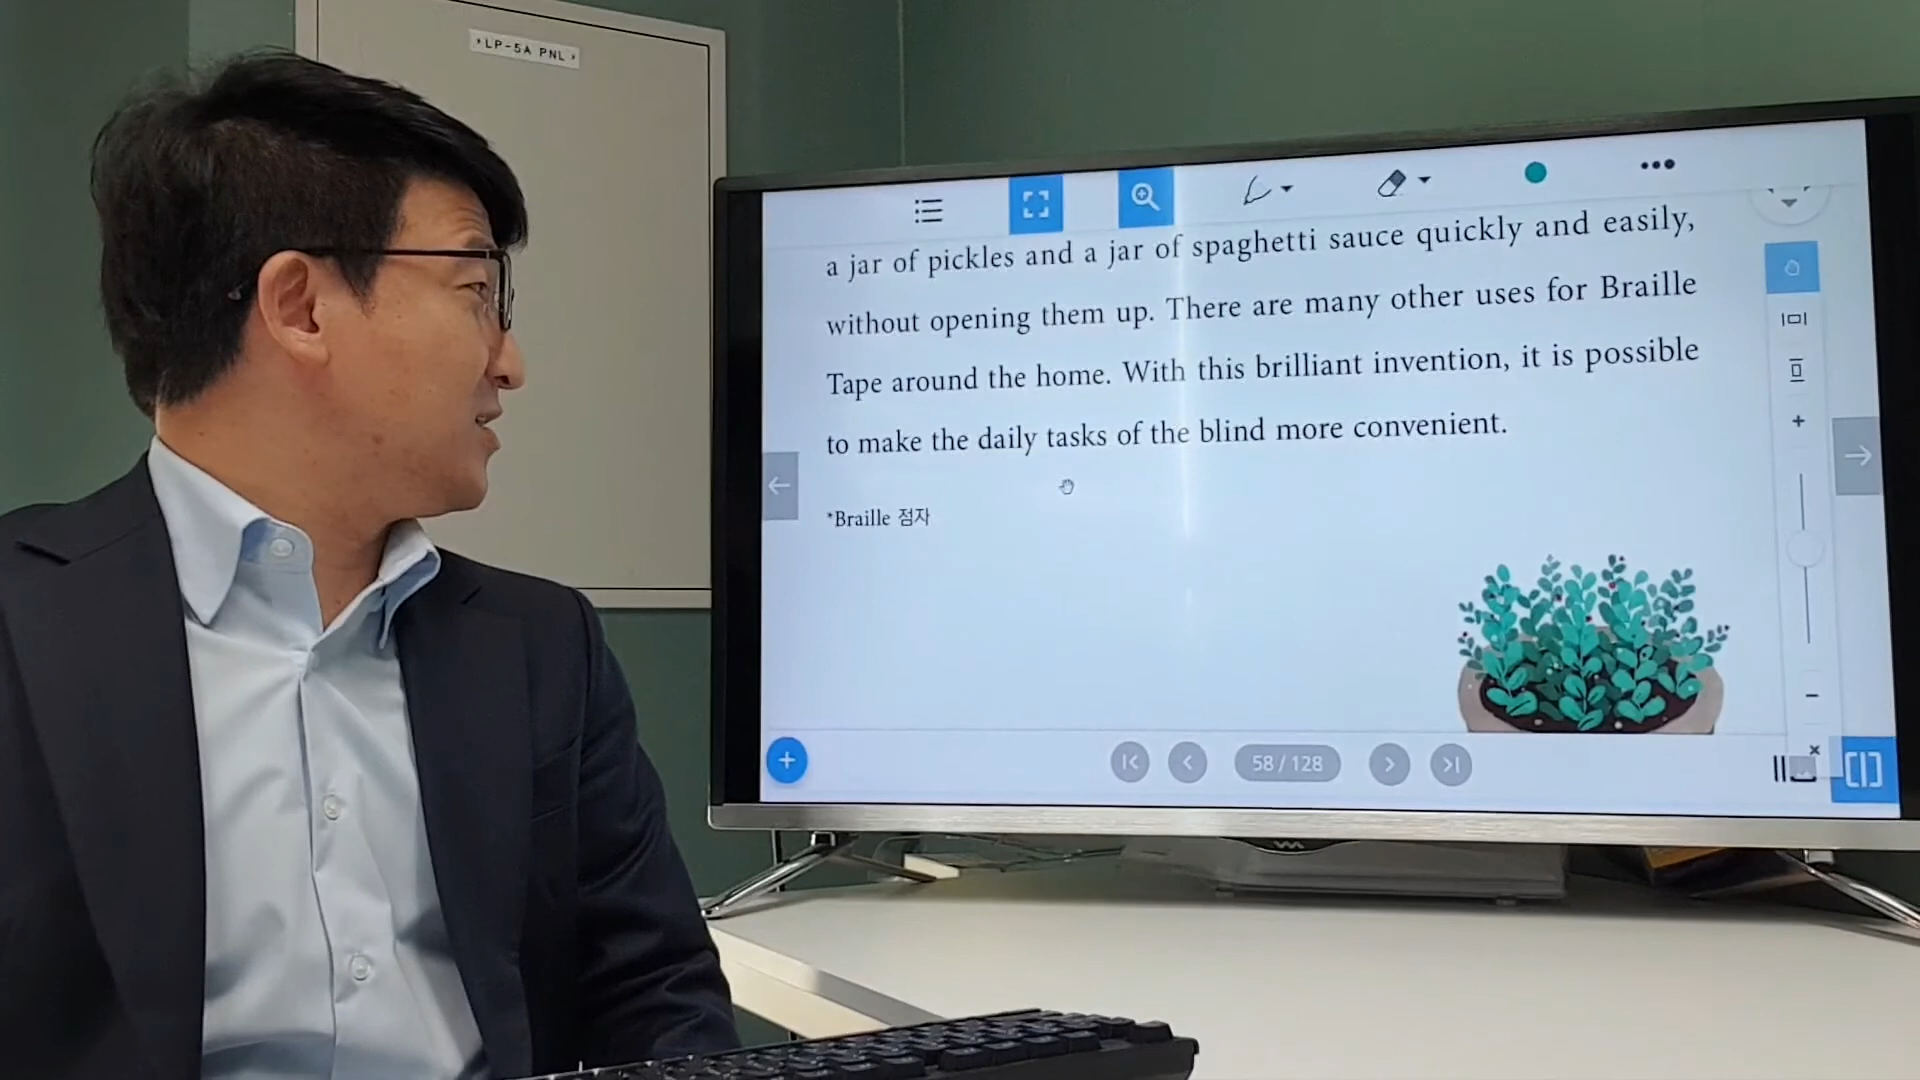 *LP-5A PNL*
a jar of pickles and a jar of spaghetti sauce quickly and easily,
without opening them up. There are many other uses for Braille
Tape around the home. With this brilliant invention, it is possible
to make the daily tasks of the blind more convenient.
*Braille 점자
58 / 128